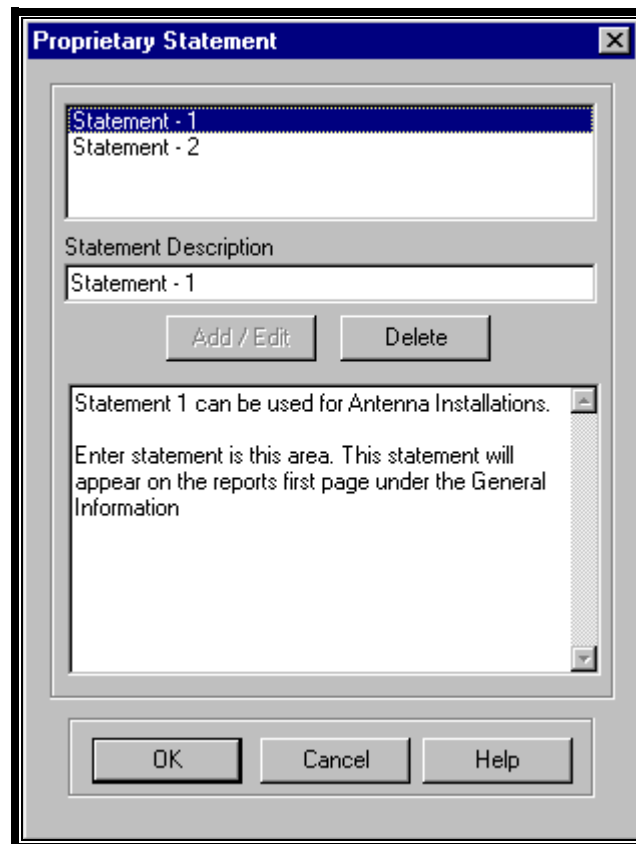 Proprietary Statement
Statement - 1
Statement - 2
Statement Description
Statement - 1
Add / Edit
Delete
Statement 1 can be used for Antenna Installations.
Enter statement is this area. This statement will
appear on the reports first page under the General
Information
OK
Cancel
Help